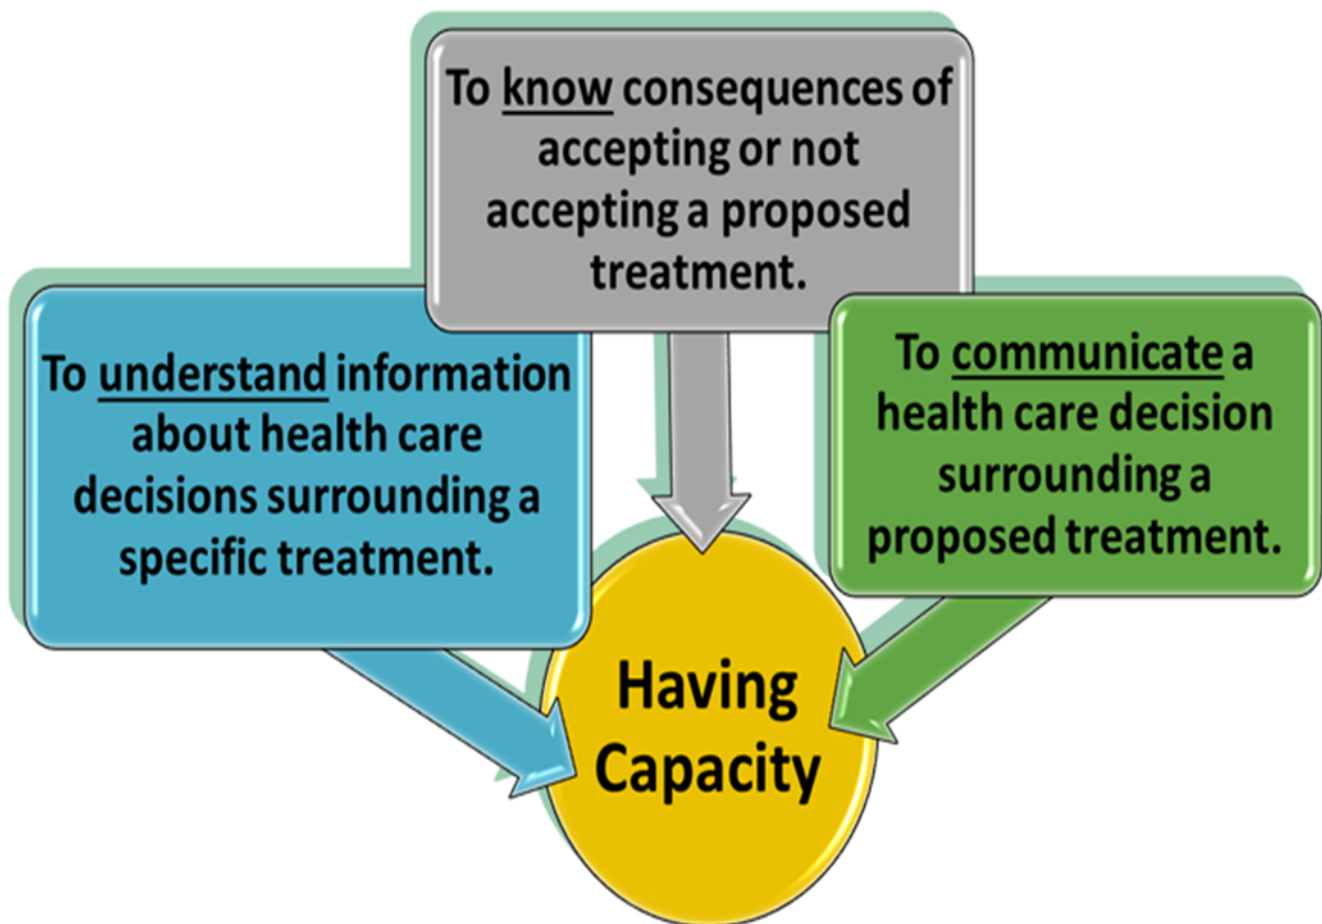 To know consequences of
accepting or not
accepting a proposed
treatment.
To understand information
about health care
decisions surrounding a
specific treatment.
To communicate a
health care decision
surrounding a
proposed treatment.
Having
Capacity